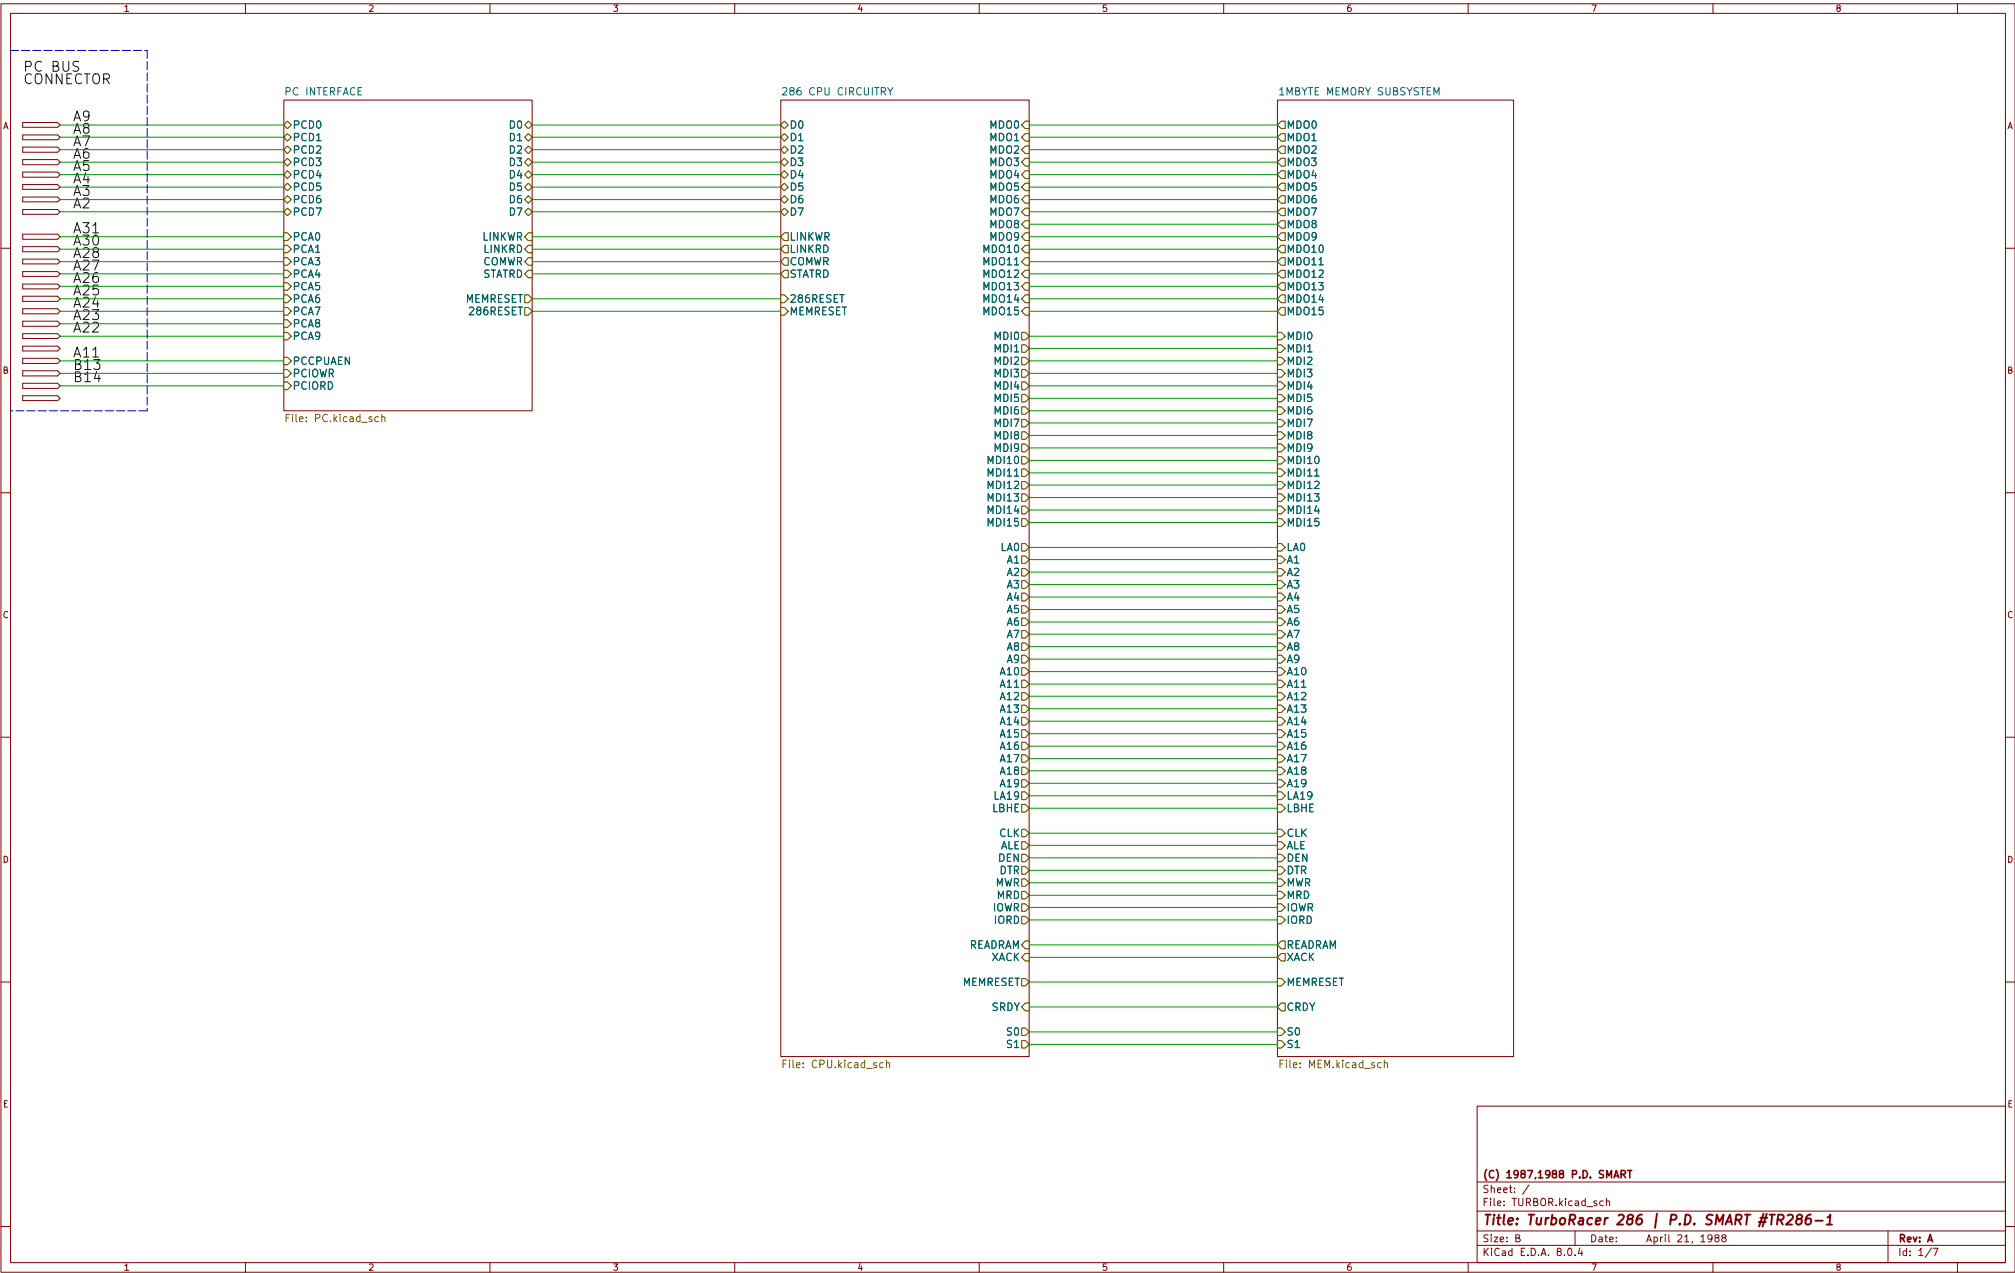 1 2 3 4 5 6 7 8
PC BUS
CONNECTOR
A9
A8
A7
A6
A5
A4
A3
A2
A31
A30
A28
A27
A26
A25
A24
A23
A22
A11
B13
B14
PC INTERFACE
PCD0 D0
PCD1 D1
PCD2 D2
PCD3 D3
PCD4 D4
PCD5 D5
PCD6 D6
PCD7 D7
PCA0 LINKWR
PCA1 LINKRD
PCA3 COMWR
PCA4 STATRD
PCA5
PCA6 MEMRESET
PCA7 286RESET
PCA8
PCA9
PCCPUAEN
PCIOWR
PCIORD
File: PC.kicad_sch
286 CPU CIRCUITRY
D0 MDO0
D1 MDO1
D2 MDO2
D3 MDO3
D4 MDO4
D5 MDO5
D6 MDO6
D7 MDO7
MDO8
LINKWR MDO9
LINKRD MDO10
COMWR MDO11
STATRD MDO12
MDO13
286RESET MDO14
MEMRESET MDO15
MDI0
MDI1
MDI2
MDI3
MDI4
MDI5
MDI6
MDI7
MDI8
MDI9
MDI10
MDI11
MDI12
MDI13
MDI14
MDI15
LA0
A1
A2
A3
A4
A5
A6
A7
A8
A9
A10
A11
A12
A13
A14
A15
A16
A17
A18
A19
LA19
LBHE
CLK
ALE
DEN
DTR
MWR
MRD
IOWR
IORD
READRAM
XACK
MEMRESET
SRDY
S0
S1
File: CPU.kicad_sch
1MBYTE MEMORY SUBSYSTEM
MDO0
MDO1
MDO2
MDO3
MDO4
MDO5
MDO6
MDO7
MDO8
MDO9
MDO10
MDO11
MDO12
MDO13
MDO14
MDO15
MDI0
MDI1
MDI2
MDI3
MDI4
MDI5
MDI6
MDI7
MDI8
MDI9
MDI10
MDI11
MDI12
MDI13
MDI14
MDI15
LA0
A1
A2
A3
A4
A5
A6
A7
A8
A9
A10
A11
A12
A13
A14
A15
A16
A17
A18
A19
LA19
LBHE
CLK
ALE
DEN
DTR
MWR
MRD
IOWR
IORD
READRAM
XACK
MEMRESET
CRDY
S0
S1
File: MEM.kicad_sch
A A
B B
C C
D D
E E
(C) 1987,1988 P.D. SMART
Sheet: /
File: TURBOR.kicad_sch
Title: TurboRacer 286 | P.D. SMART #TR286-1
Size: B Date: April 21, 1988 Rev: A
KiCad E.D.A. 8.0.4 Id: 1/7
1 2 3 4 5 6 7 8